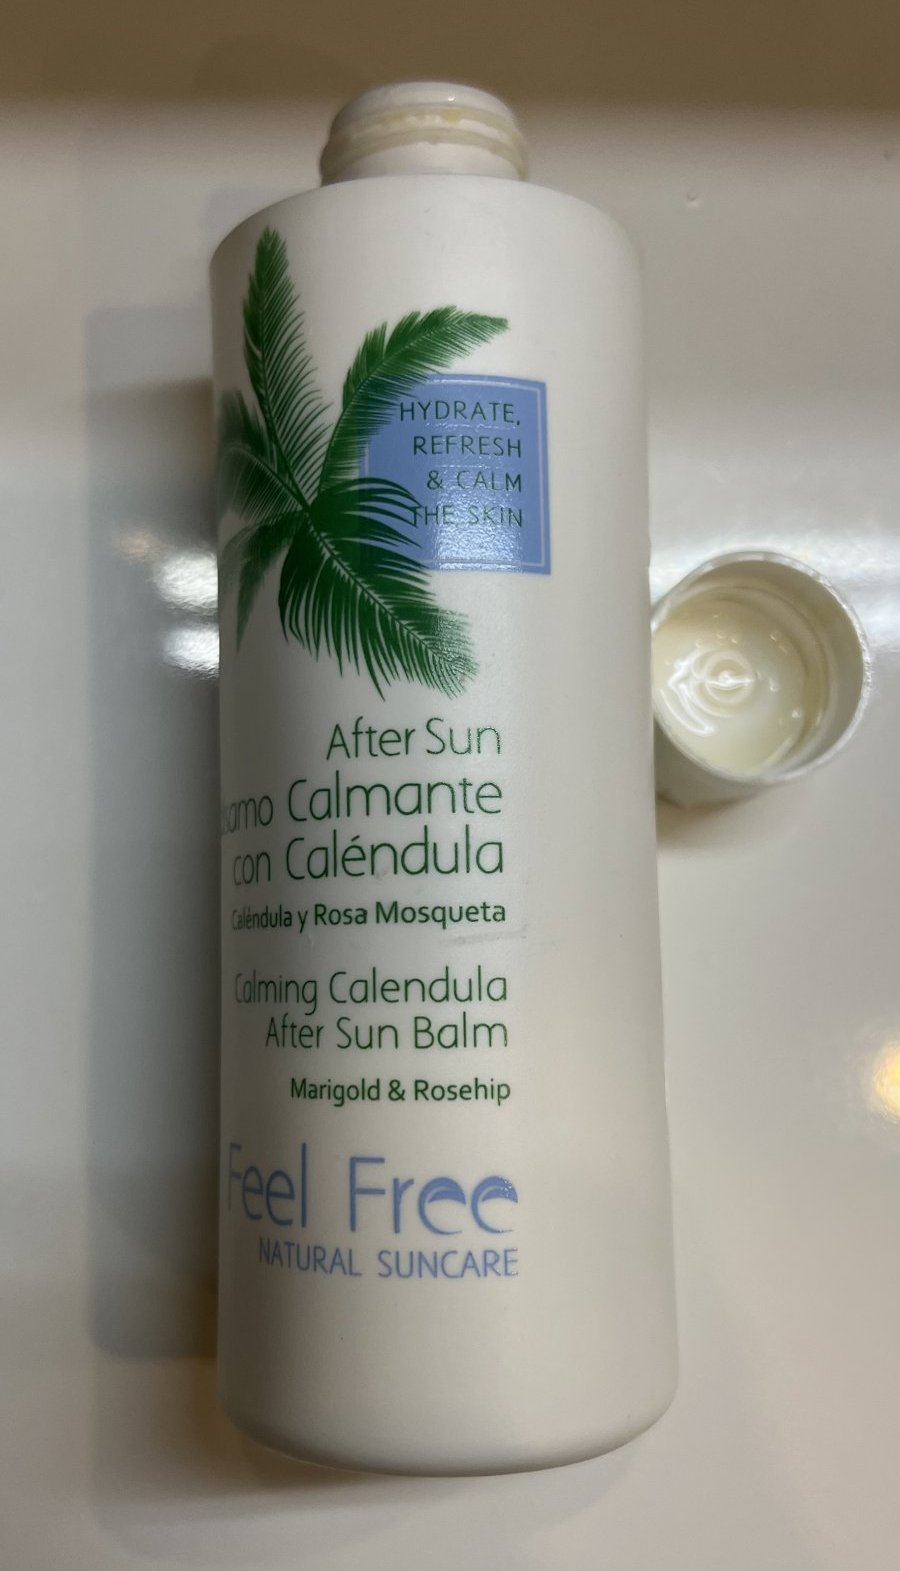 HYDRATE,
REFRESH
& CALM
THE SKIN
After Sun
Calmante
con Caléndula
Caléndula y Rosa Mosqueta
Calming Calendula
After Sun Balm
Marigold & Rosehip
Feel Free
NATURAL SUNCARE